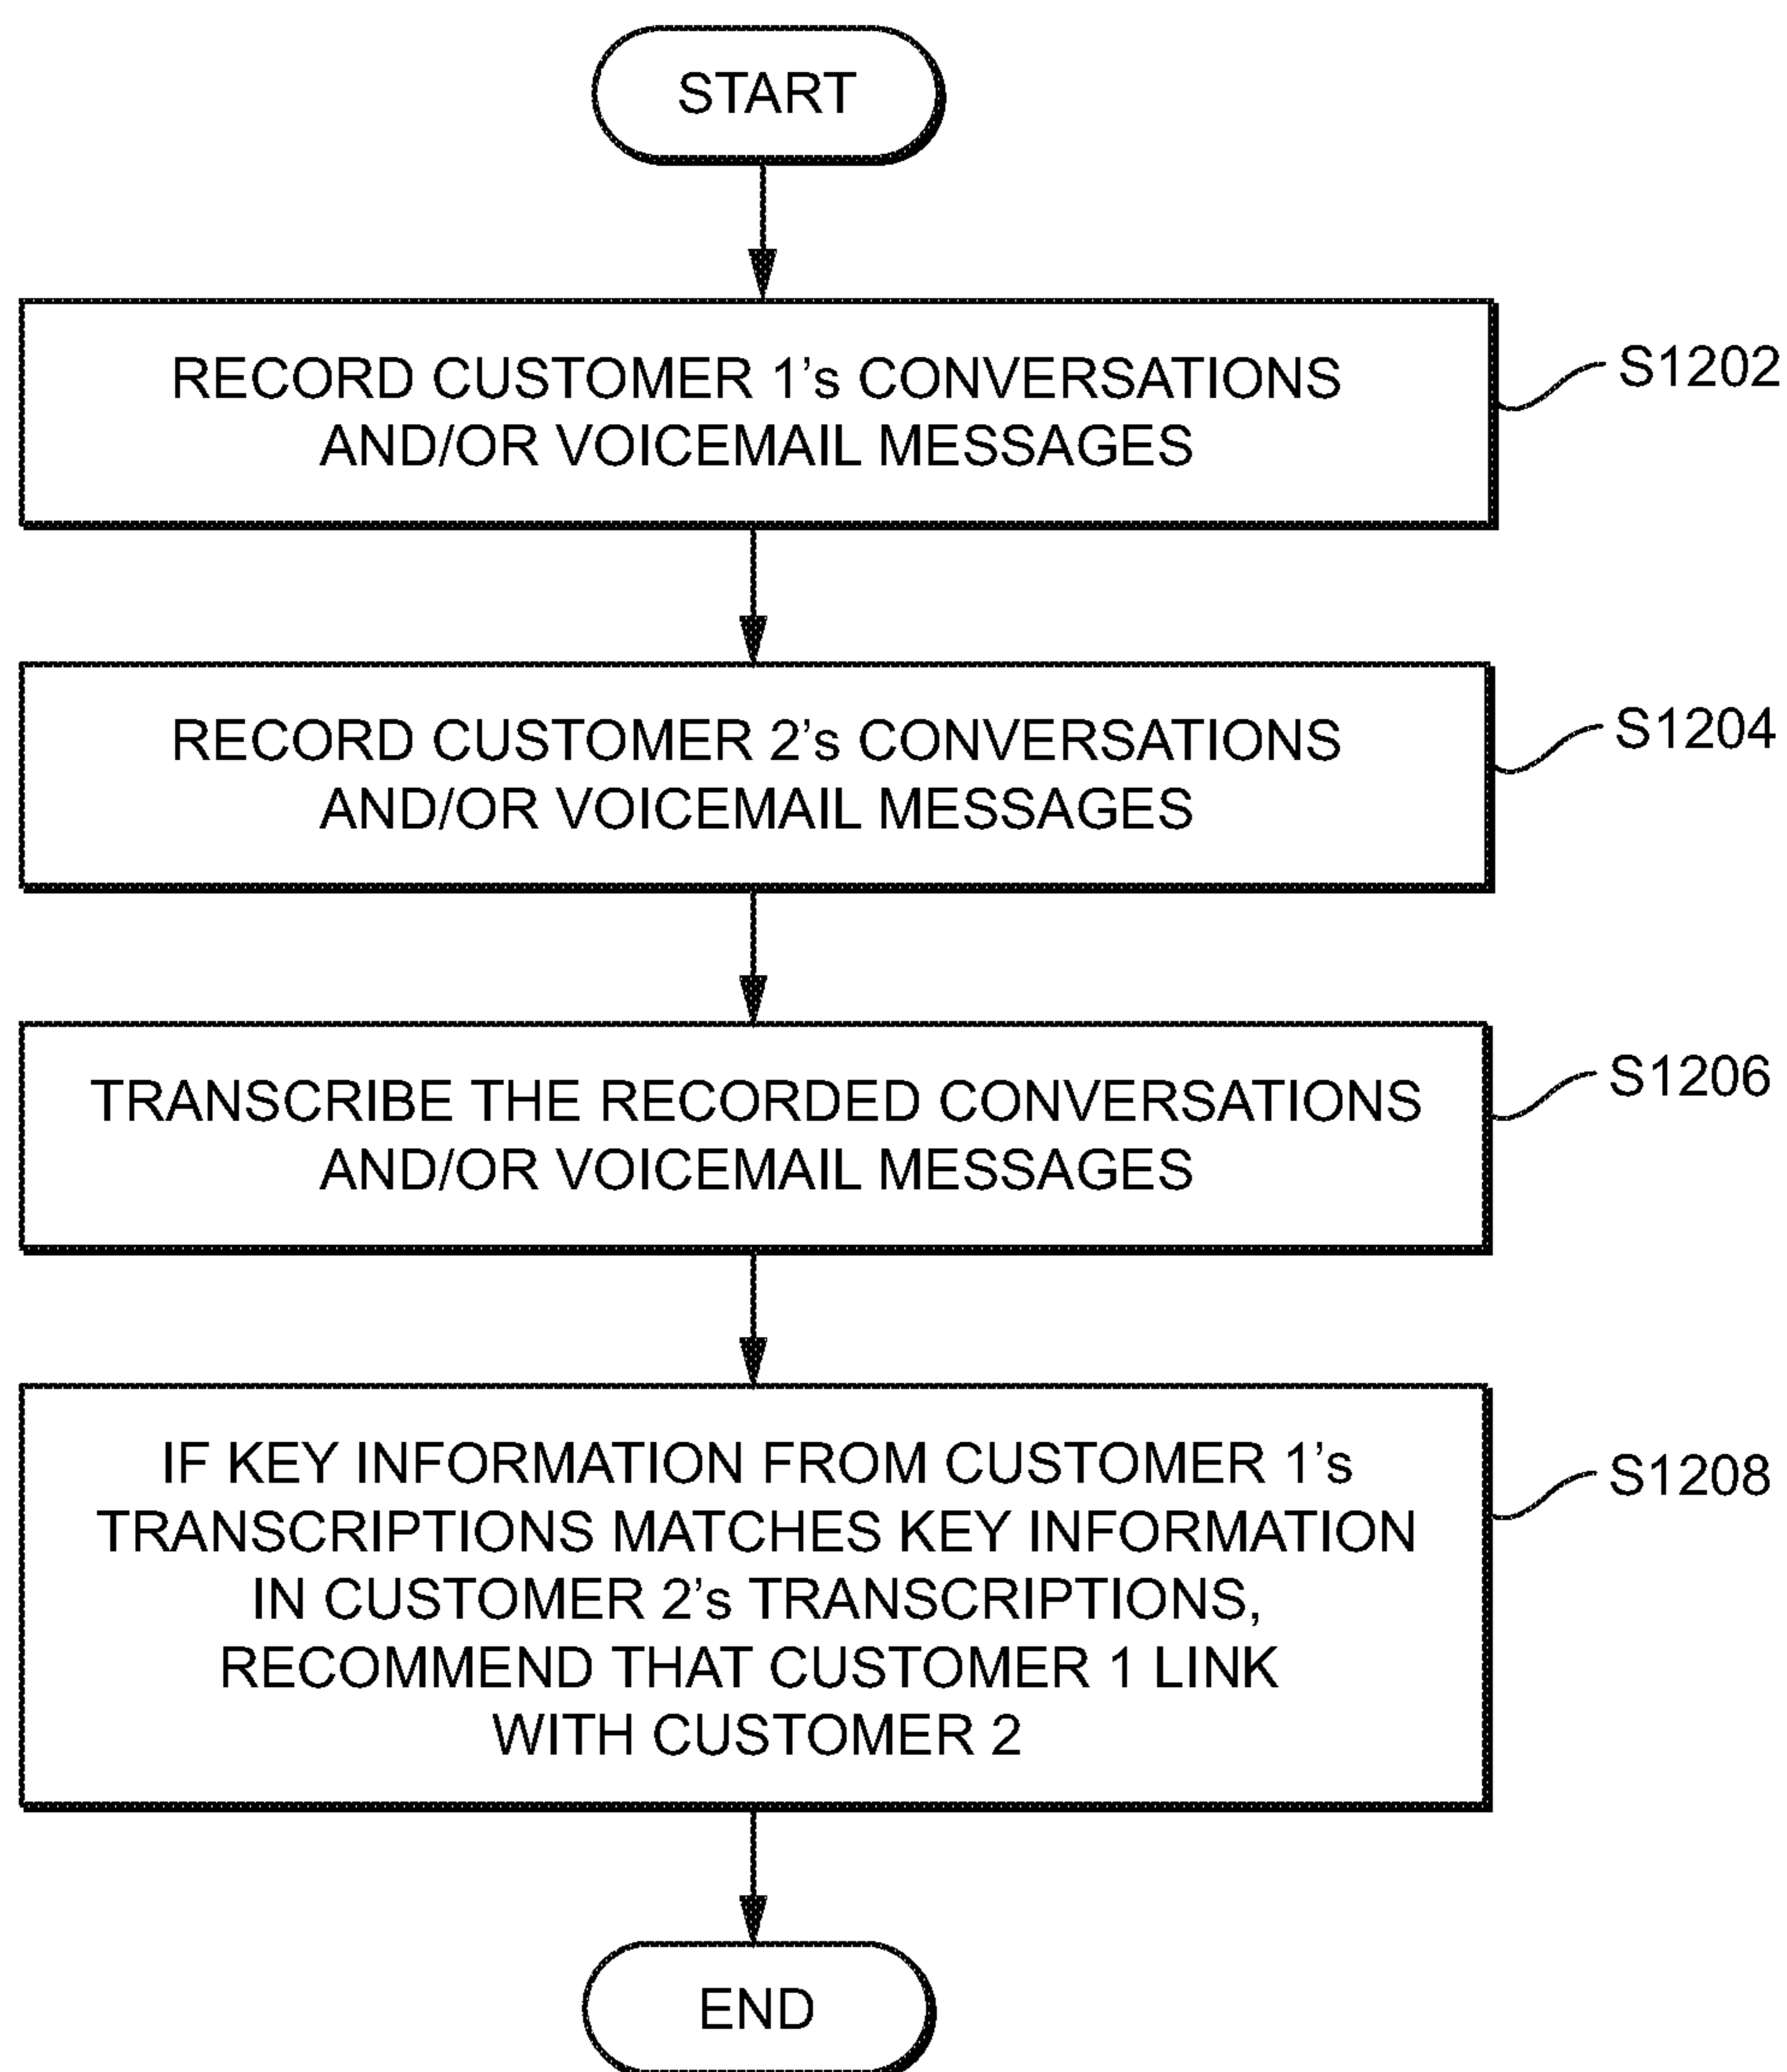 START
RECORD CUSTOMER 1's CONVERSATIONS
AND/OR VOICEMAIL MESSAGES
S1202
RECORD CUSTOMER 2's CONVERSATIONS
AND/OR VOICEMAIL MESSAGES
S1204
TRANSCRIBE THE RECORDED CONVERSATIONS
AND/OR VOICEMAIL MESSAGES
S1206
IF KEY INFORMATION FROM CUSTOMER 1's
TRANSCRIPTIONS MATCHES KEY INFORMATION
IN CUSTOMER 2's TRANSCRIPTIONS,
RECOMMEND THAT CUSTOMER 1 LINK
WITH CUSTOMER 2
S1208
END